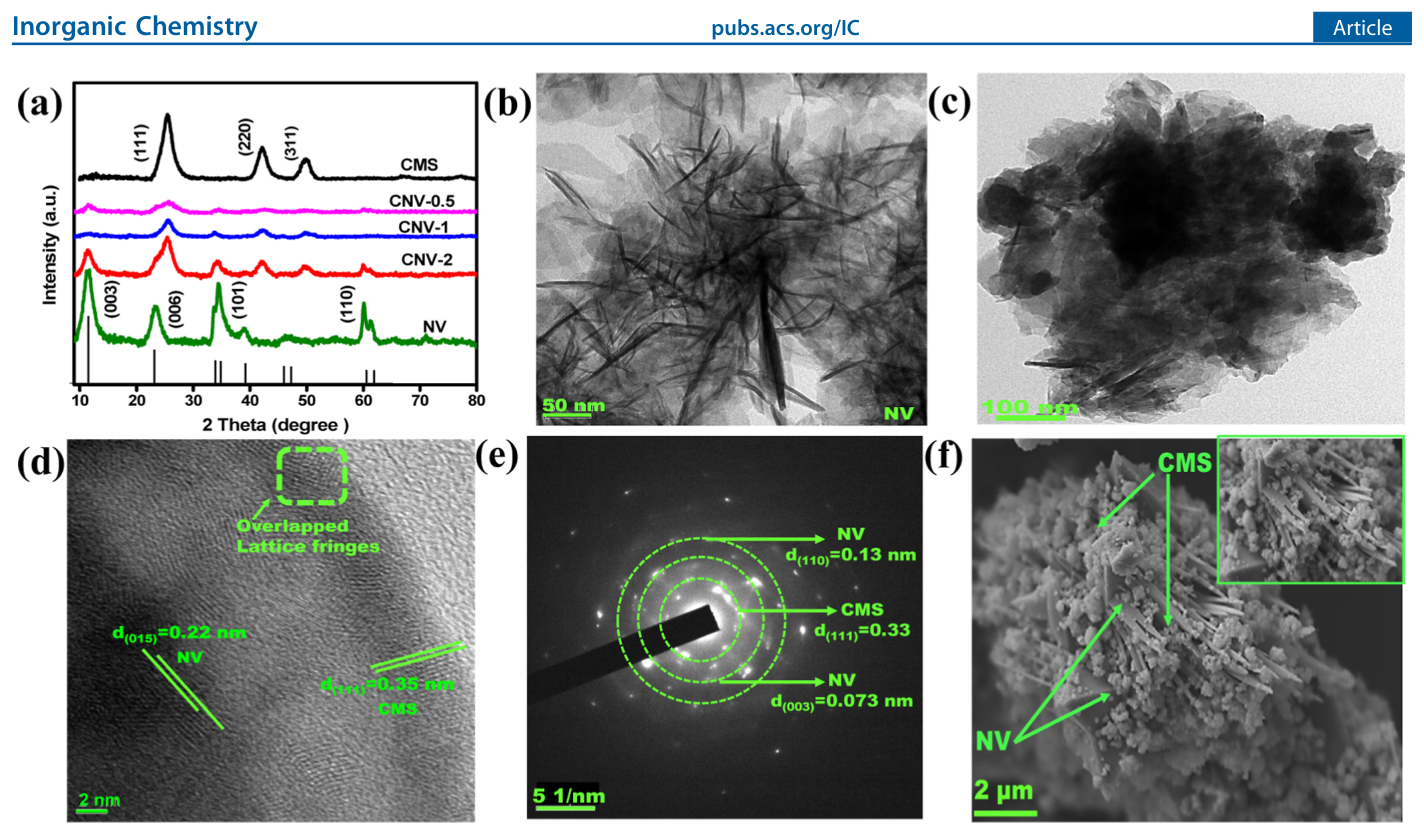 Inorganic Chemistry
pubs.acs.org/IC
Article
(a)
Intensity (a.u.)
(111)
(220)
(311)
CMS
CNV-0.5
CNV-1
CNV-2
(003)
(006)
(101)
(110)
NV
10 20 30 40 50 60 70 80
2 Theta (degree )
(b)
50 nm
NV
(c)
100 nm
(d)
Overlapped
Lattice fringes
d(015)=0.22 nm
NV
d(111)=0.35 nm
CMS
2 nm
(e)
NV
d(110)=0.13 nm
CMS
d(111)=0.33
NV
d(003)=0.073 nm
5 1/nm
(f)
CMS
NV
2 µm